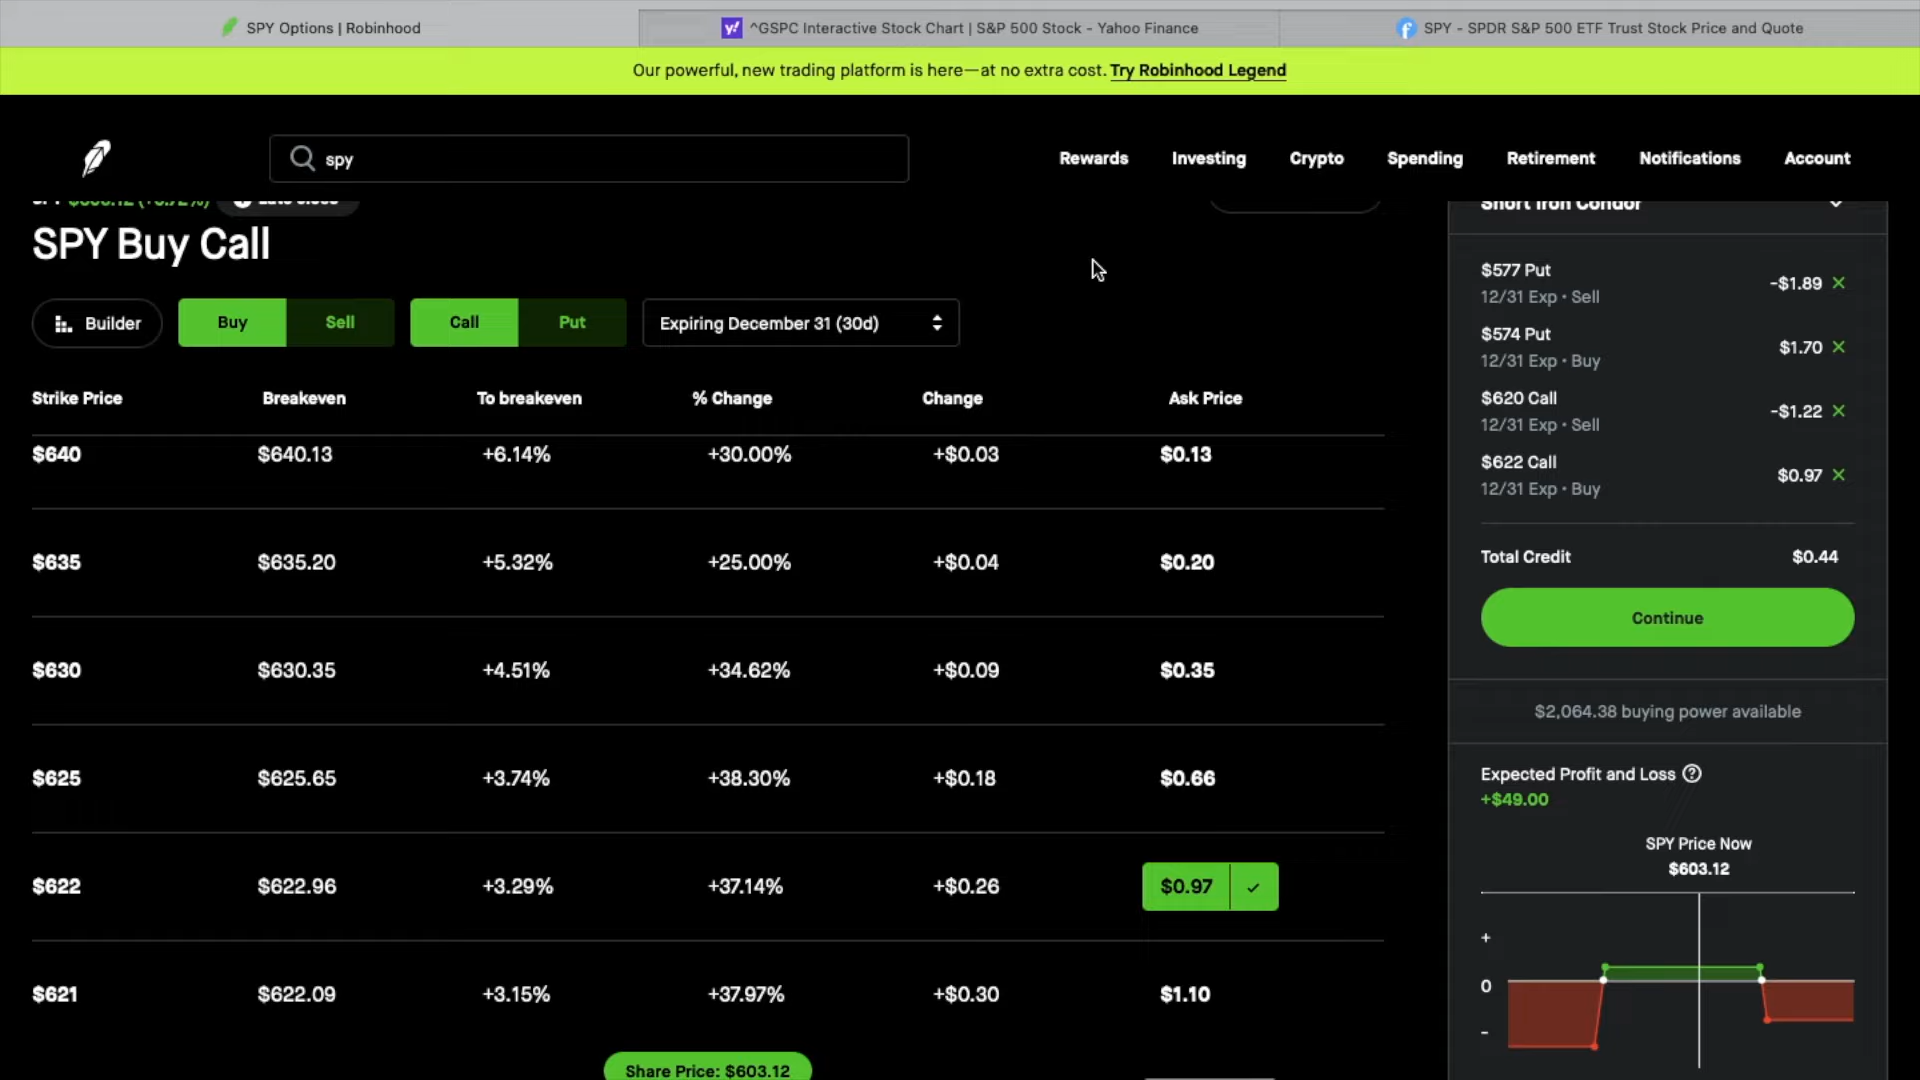 SPY Options | Robinhood
^GSPC Interactive Stock Chart | S&P 500 Stock - Yahoo Finance
SPY - SPDR S&P 500 ETF Trust Stock Price and Quote
Our powerful, new trading platform is here—at no extra cost. Try Robinhood Legend
spy
Rewards
Investing
Crypto
Spending
Retirement
Notifications
Account
SPY Buy Call
Builder
Buy
Sell
Call
Put
Expiring December 31 (30d)
Strike Price Breakeven To breakeven % Change Change Ask Price
$640 $640.13 +6.14% +30.00% +$0.03 $0.13
$635 $635.20 +5.32% +25.00% +$0.04 $0.20
$630 $630.35 +4.51% +34.62% +$0.09 $0.35
$625 $625.65 +3.74% +38.30% +$0.18 $0.66
$622 $622.96 +3.29% +37.14% +$0.26 $0.97
$621 $622.09 +3.15% +37.97% +$0.30 $1.10
Share Price: $603.12
Short Iron Condor
$577 Put
12/31 Exp • Sell
-$1.89
$574 Put
12/31 Exp • Buy
$1.70
$620 Call
12/31 Exp • Sell
-$1.22
$622 Call
12/31 Exp • Buy
$0.97
Total Credit $0.44
Continue
$2,064.38 buying power available
Expected Profit and Loss ?
+$49.00
SPY Price Now
$603.12
+
0
-